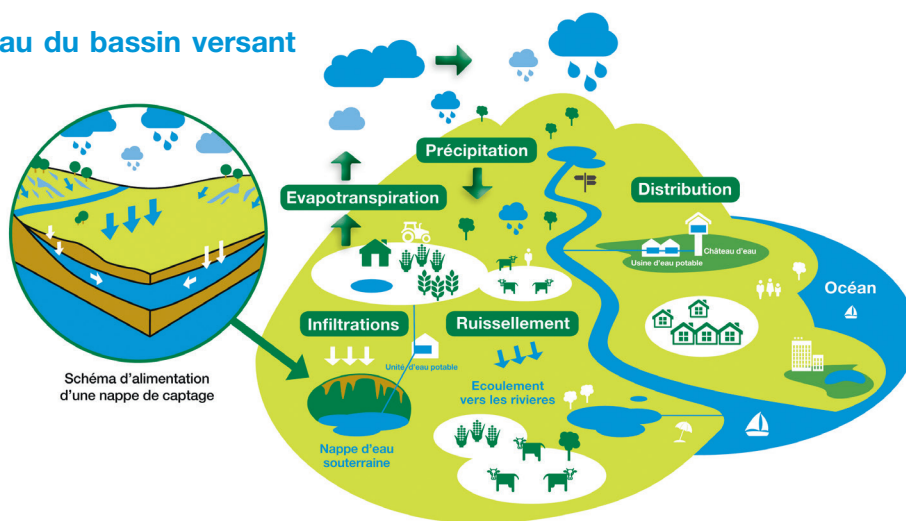 au du bassin versant
Précipitation
Evapotranspiration
Distribution
Château d'eau
Usine d'eau potable
Océan
Infiltrations
Ruissellement
Unité d'eau potable
Schéma d'alimentation
d'une nappe de captage
Ecoulement
vers les rivieres
Nappe d'eau
souterraine